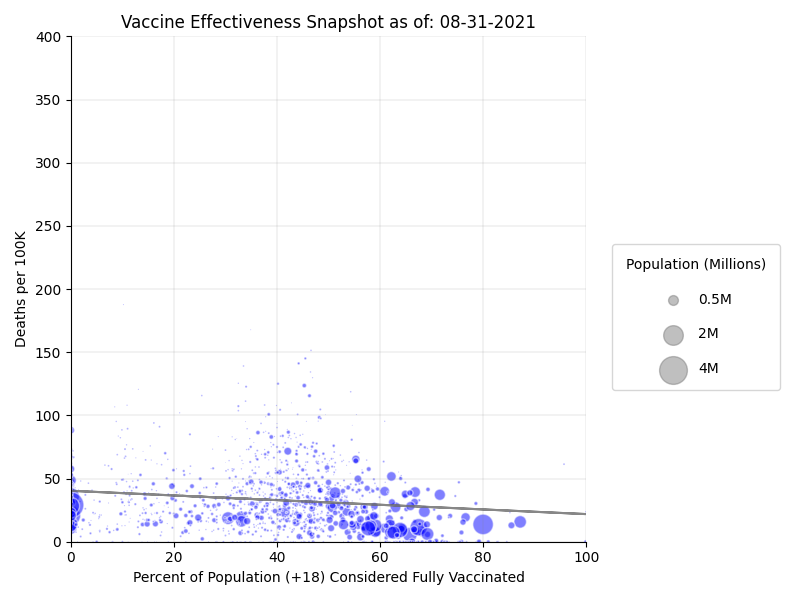 Vaccine Effectiveness Snapshot as of: 08-31-2021
400
350
300
250
200
150
100
50
0
Deaths per 100K
0 20 40 60 80 100
Percent of Population (+18) Considered Fully Vaccinated
Population (Millions)
0.5M
2M
4M